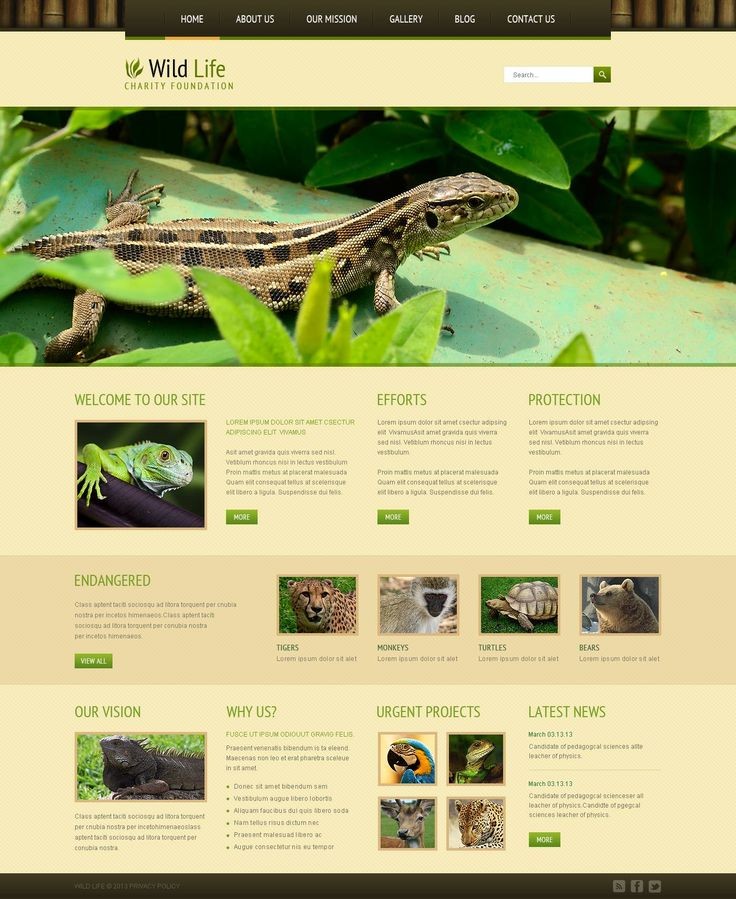 HOME ABOUT US OUR MISSION GALLERY BLOG CONTACT US
Wild Life
CHARITY FOUNDATION
Search...
WELCOME TO OUR SITE
LOREM IPSUM DOLOR SIT AMET CSECTUR
ADIPISCING ELIT VIVAMUS
Asit amet gravida quis viverra sed nisl.
Vetiblum rhoncus nisi in lectus vestibulum
Proin mattis metus at placerat malesuada
Quam elit consequat tellus at scelerisque
elit libero a ligula. Suspendisse dui felis.
MORE
EFFORTS
Lorem ipsum dolor sit amet, csectetur adipiscing
elit VivamusAsit amet gravida quis viverra
sed nisl. Vetiblum rhoncus nisi in lectus
vestibulum.
Proin mattis metus at placerat malesuada
Quam elit consequat tellus at scelerisque
elit libero a ligula. Suspendisse dui felis.
MORE
PROTECTION
Lorem ipsum dolor sit amet, csectetur adipiscing
elit, VivamusAsit amet gravida quis viverra
sed nisl. Vetiblum rhoncus nisi in lectus
vestibulum.
Proin mattis metus at placerat malesuada
Quam elit consequat tellus at scelerisque
elit libero a ligula. Suspendisse dui felis.
MORE
ENDANGERED
Class aptent taciti sociosqu ad litora torquent per cnubia
nostra per incetos himenaeos.Class aptent taciti
sociosqu ad litora torquent per conubia nostra
per incetos himenaeos.
VIEW ALL
TIGERS
Lorem ipsum dolor sit alet
MONKEYS
Lorem ipsum dolor sit alet
TURTLES
Lorem ipsum dolor sit alet
BEARS
Lorem ipsum dolor sit alet
OUR VISION
Class aptent taciti sociosqu ad litora torquent
per cnubia nostra per incetohimenaeoslass
aptent taciti sociosqu ad litora torquent per
conubia nostra.
WHY US?
FUSCE UT IPSUM ODIOUUT GRAVIG FELIS.
Praesent venenatis bibendum is ta eleend.
Maecenas non leo et erat pharetra sceleue
in sit amet.
Donec sit amet bibendum sem
Vestibulum augue libero lobortis
Aliquam faucibus dui quis libero soda
Nam tellus risus dictum nec
Praesent malesuad libero ac
Augue consectetur nis eu tempor
URGENT PROJECTS
LATEST NEWS
March 03.13.13
Candidate of pedagogcal sciences allte
teacher of physics.
March 03.13.13
Candidate of pedagogcal scienceser all
lecher of physics.Candidte of pgegcal
sciences teacher of physics.
MORE
WILD LIFE © 2013 PRIVACY POLICY